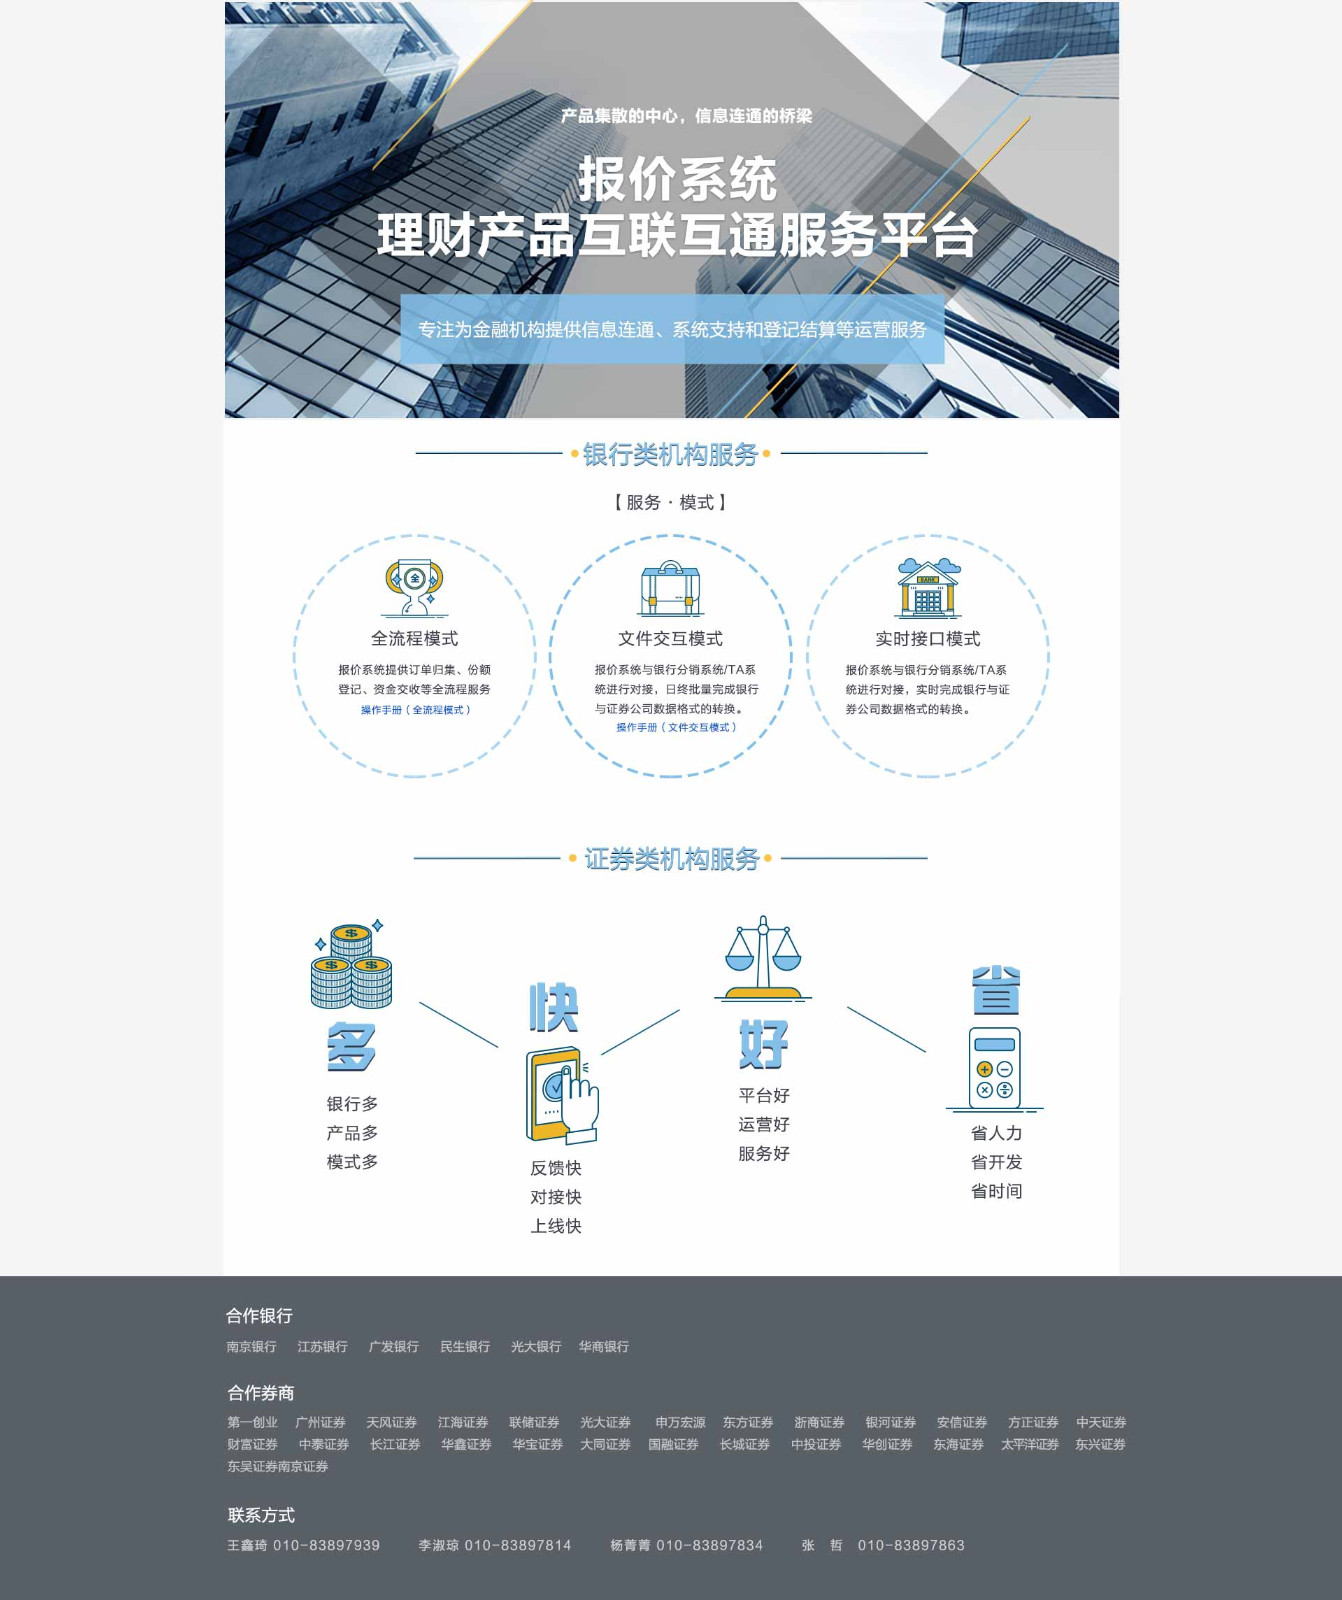 产品集散的中心，信息连通的桥梁
报价系统
理财产品互联互通服务平台
专注为金融机构提供信息连通、系统支持和登记结算等运营服务
银行类机构服务
【 服务 · 模式 】
全
全流程模式
报价系统提供订单归集、份额
登记、资金交收等全流程服务
操作手册（全流程模式）
文件交互模式
报价系统与银行分销系统/TA系
统进行对接，日终批量完成银行
与证券公司数据格式的转换。
操作手册（文件交互模式）
BANK
实时接口模式
报价系统与银行分销系统/TA系
统进行对接，实时完成银行与证
券公司数据格式的转换。
证券类机构服务
多
银行多
产品多
模式多
快
反馈快
对接快
上线快
好
平台好
运营好
服务好
省
省人力
省开发
省时间
合作银行
南京银行 江苏银行 广发银行 民生银行 光大银行 华商银行
合作券商
第一创业 广州证券 天风证券 江海证券 联储证券 光大证券 申万宏源 东方证券 浙商证券 银河证券 安信证券 方正证券 中天证券
财富证券 中泰证券 长江证券 华鑫证券 华宝证券 大同证券 国融证券 长城证券 中投证券 华创证券 东海证券 太平洋证券 东兴证券
东吴证券南京证券
联系方式
王鑫琦 010-83897939 李淑琼 010-83897814 杨菁菁 010-83897834 张 哲 010-83897863